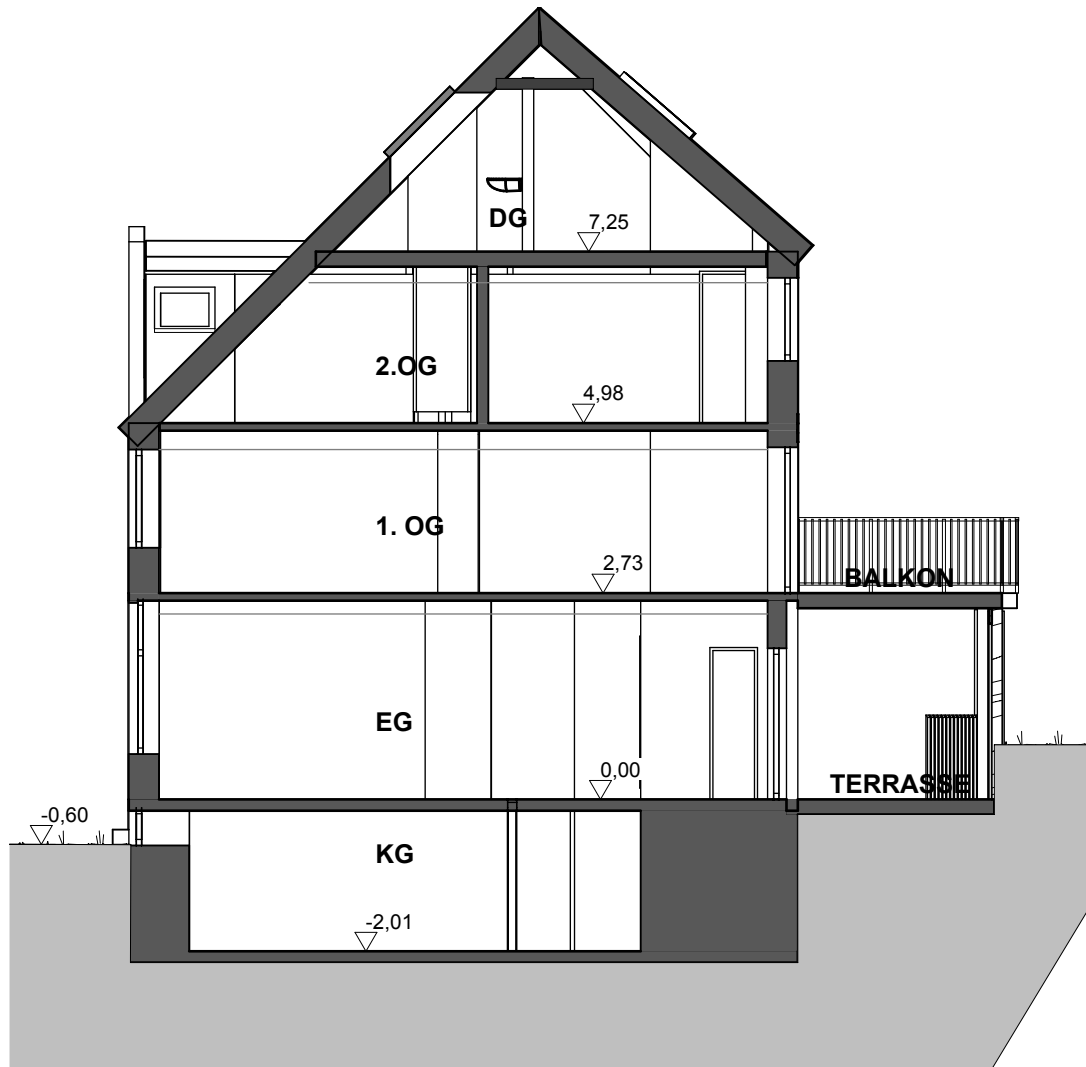 DG
7,25
2.OG
4,98
1. OG
2,73
BALKON
EG
0,00
TERRASSE
-0,60
KG
-2,01